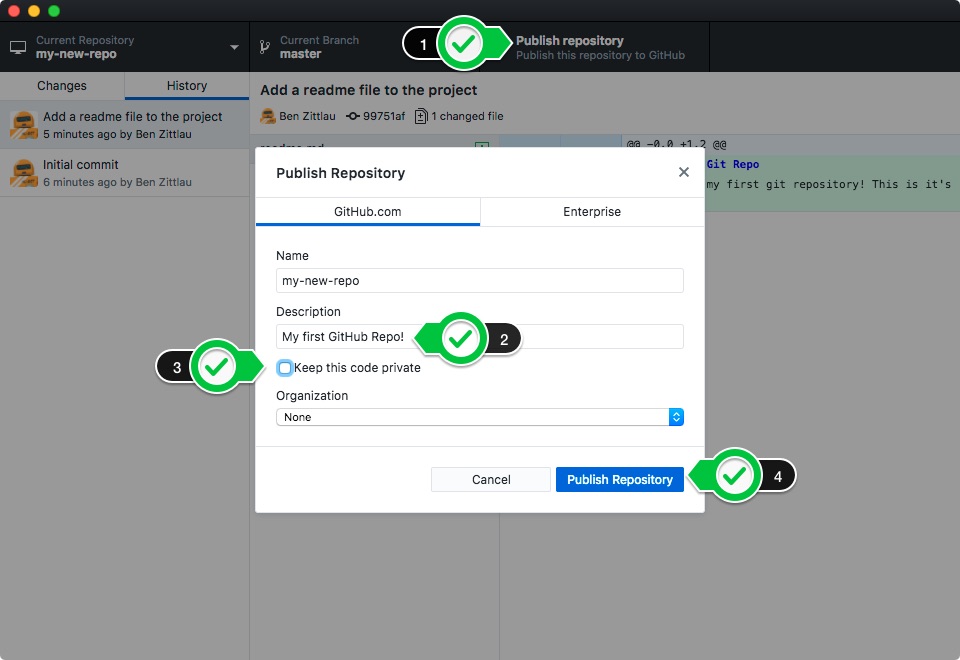 Current Repository
my-new-repo
Current Branch
master
1
Publish repository
Publish this repository to GitHub
Changes
History
Add a readme file to the project
Ben Zittlau
99751af
1 changed file
Add a readme file to the project
5 minutes ago by Ben Zittlau
Initial commit
6 minutes ago by Ben Zittlau
@@ -0,0 +1,2 @@
Git Repo
my first git repository! This is it's
Publish Repository
GitHub.com
Enterprise
Name
my-new-repo
Description
My first GitHub Repo!
2
3
Keep this code private
Organization
None
Cancel
Publish Repository
4